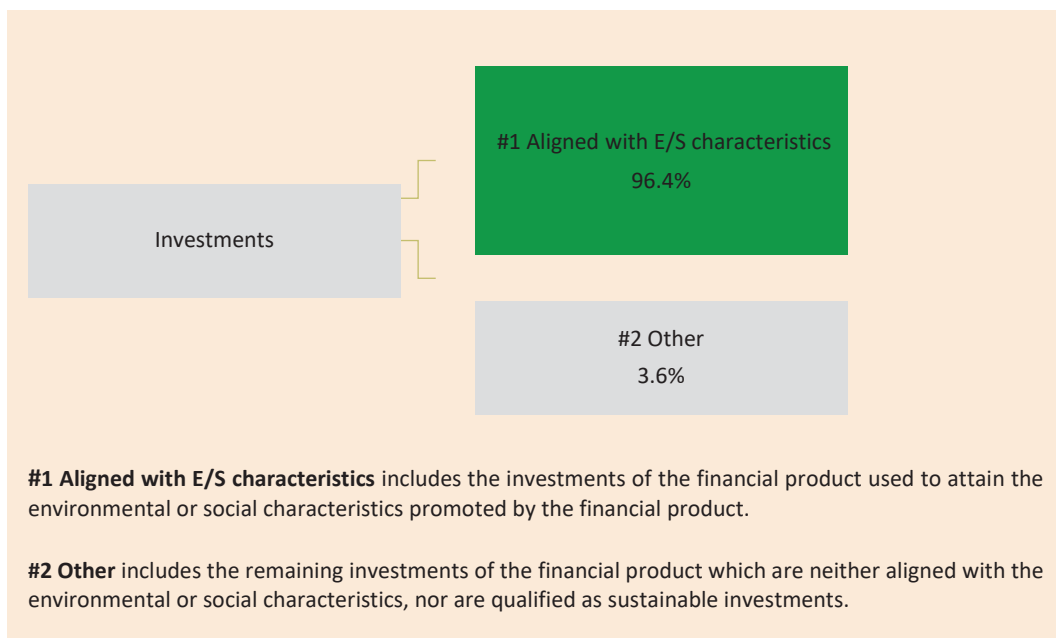 #1 Aligned with E/S characteristics
96.4%
Investments
#2 Other
3.6%
#1 Aligned with E/S characteristics includes the investments of the financial product used to attain the
environmental or social characteristics promoted by the financial product.
#2 Other includes the remaining investments of the financial product which are neither aligned with the
environmental or social characteristics, nor are qualified as sustainable investments.